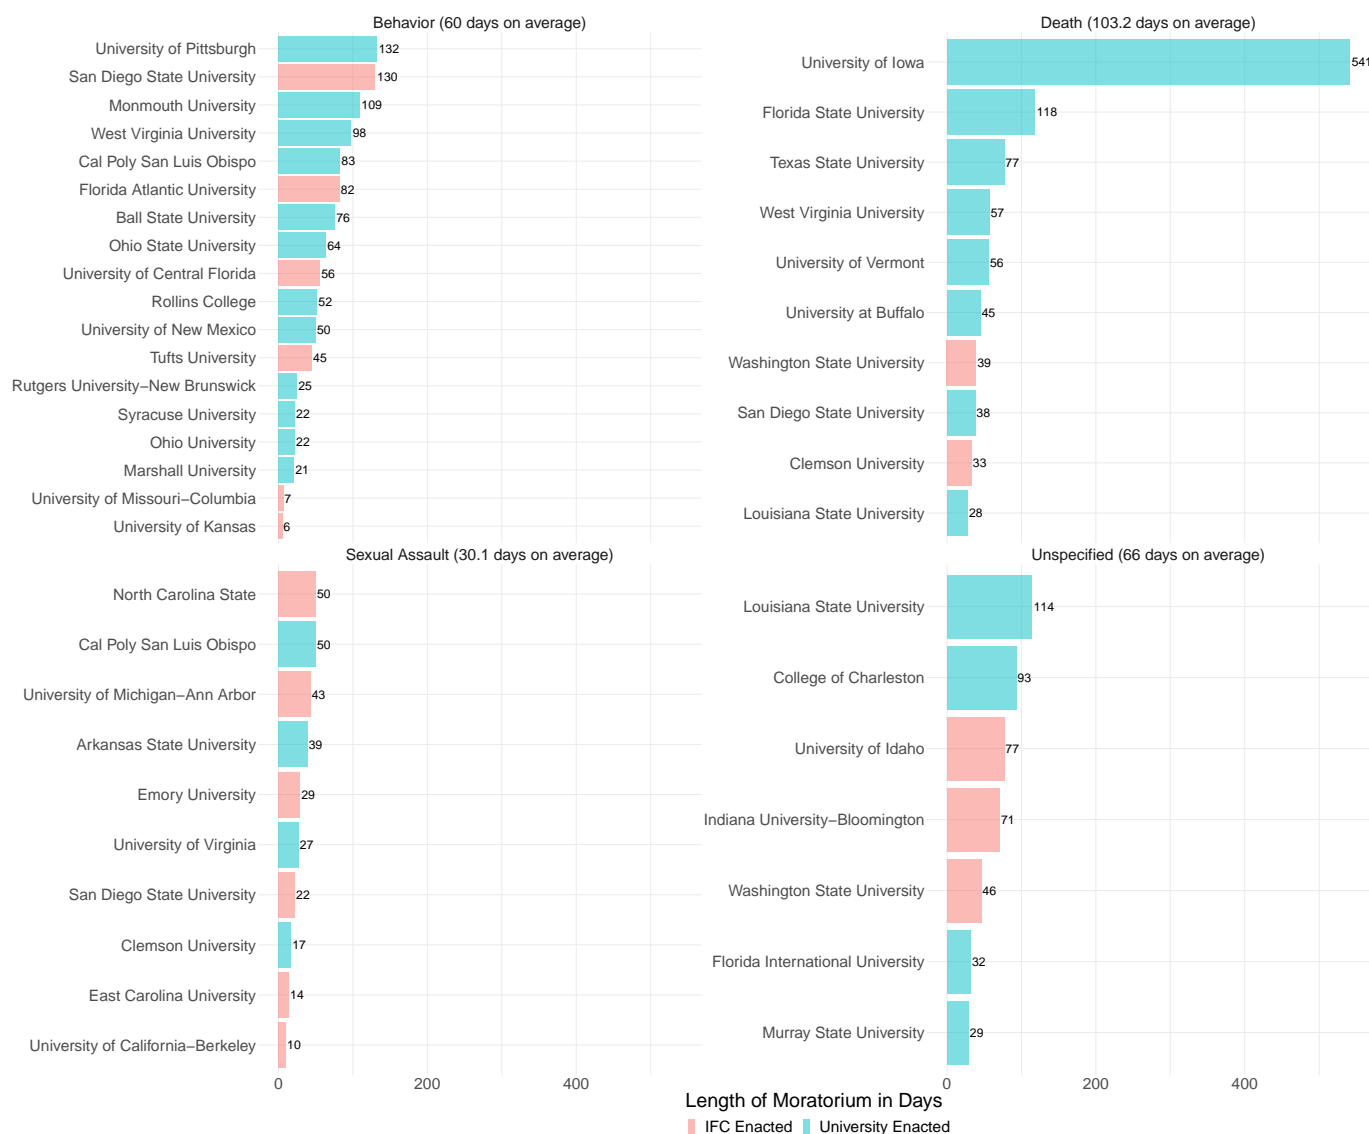 Behavior (60 days on average)
University of Pittsburgh 132
San Diego State University 130
Monmouth University 109
West Virginia University 98
Cal Poly San Luis Obispo 83
Florida Atlantic University 82
Ball State University 76
Ohio State University 64
University of Central Florida 56
Rollins College 52
University of New Mexico 50
Tufts University 45
Rutgers University−New Brunswick 25
Syracuse University 22
Ohio University 22
Marshall University 21
University of Missouri−Columbia 7
University of Kansas 6
Death (103.2 days on average)
University of Iowa 541
Florida State University 118
Texas State University 77
West Virginia University 57
University of Vermont 56
University at Buffalo 45
Washington State University 39
San Diego State University 38
Clemson University 33
Louisiana State University 28
Sexual Assault (30.1 days on average)
North Carolina State 50
Cal Poly San Luis Obispo 50
University of Michigan−Ann Arbor 43
Arkansas State University 39
Emory University 29
University of Virginia 27
San Diego State University 22
Clemson University 17
East Carolina University 14
University of California−Berkeley 10
0 200 400
Unspecified (66 days on average)
Louisiana State University 114
College of Charleston 93
University of Idaho 77
Indiana University−Bloomington 71
Washington State University 46
Florida International University 32
Murray State University 29
0 200 400
Length of Moratorium in Days
IFC Enacted University Enacted